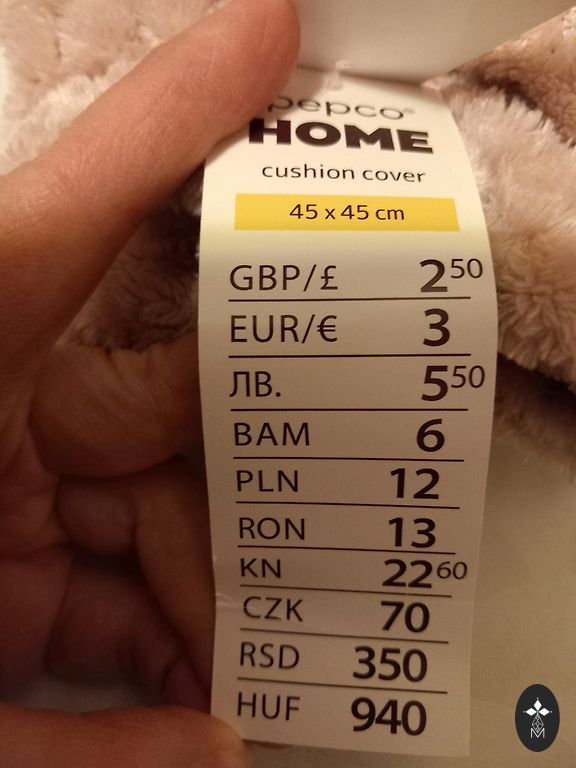 pepco®
HOME
cushion cover
45 x 45 cm
GBP/£ 2⁵⁰
EUR/€ 3
ЛВ. 5⁵⁰
BAM 6
PLN 12
RON 13
KN 22⁶⁰
CZK 70
RSD 350
HUF 940
M